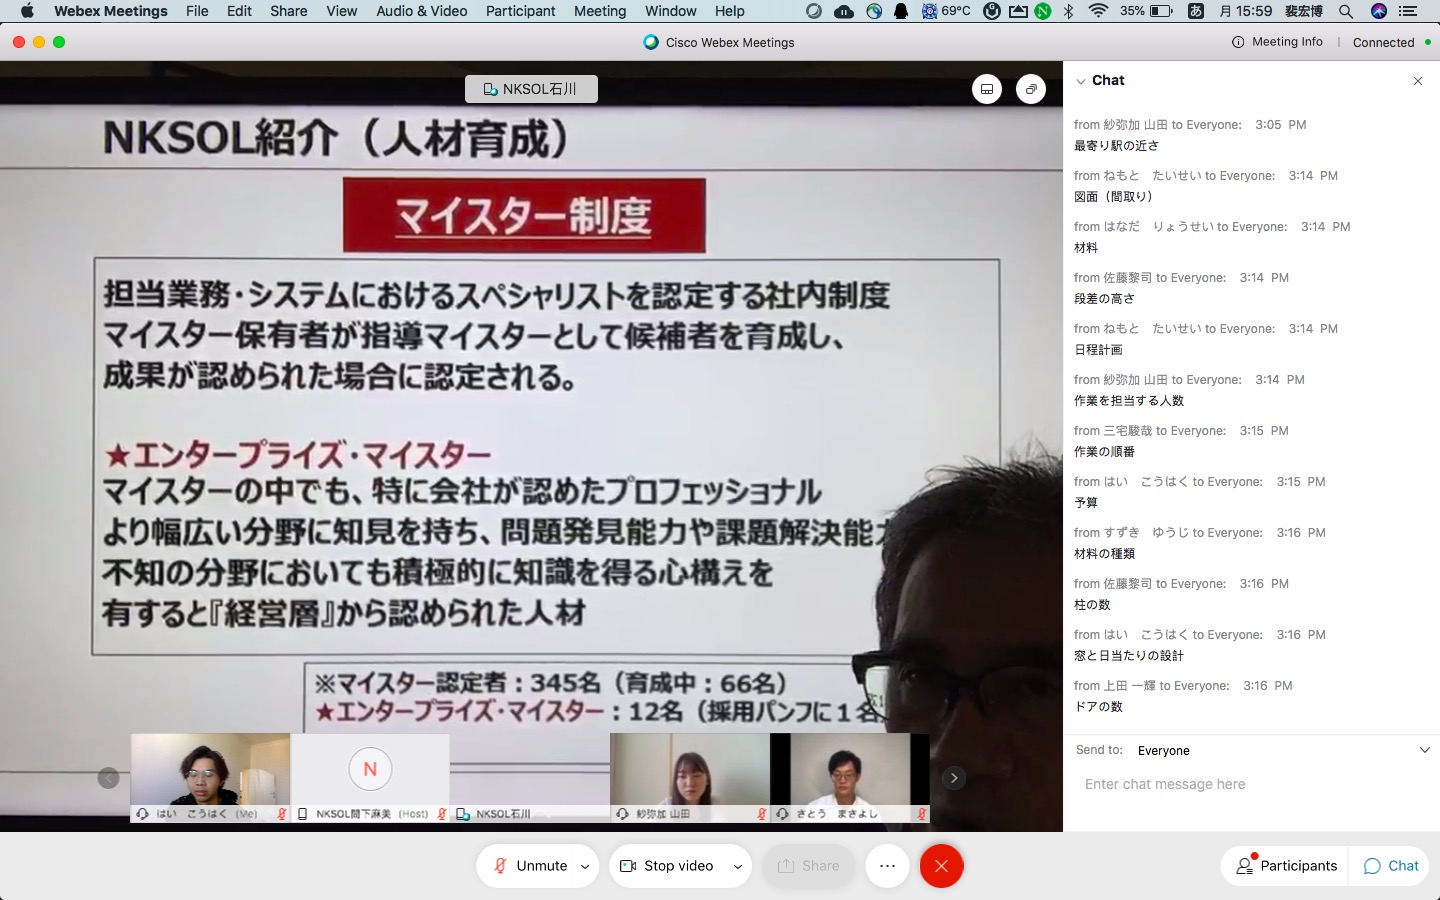 Webex Meetings File Edit Share View Audio & Video Participant Meeting Window Help 69°C 35% あ 月 15:59 裴宏博
Cisco Webex Meetings
Meeting Info
Connected
NKSOL石川
NKSOL紹介（人材育成）
マイスター制度
担当業務・システムにおけるスペシャリストを認定する社内制度
マイスター保有者が指導マイスターとして候補者を育成し、
成果が認められた場合に認定される。
★エンタープライズ・マイスター
マイスターの中でも、特に会社が認めたプロフェッショナル
より幅広い分野に知見を持ち、問題発見能力や課題解決能力
不知の分野においても積極的に知識を得る心構えを
有すると『経営層』から認められた人材
※マイスター認定者：345名（育成中：66名）
★エンタープライズ・マイスター：12名（採用パンフに１名
はい こうはく (Me)
N
NKSOL間下麻美 (Host)
NKSOL石川
紗弥加 山田
さとう まさよし
Chat
from 紗弥加 山田 to Everyone: 3:05 PM
最寄り駅の近さ
from ねもと たいせい to Everyone: 3:14 PM
図面（間取り）
from はなだ りょうせい to Everyone: 3:14 PM
材料
from 佐藤黎司 to Everyone: 3:14 PM
段差の高さ
from ねもと たいせい to Everyone: 3:14 PM
日程計画
from 紗弥加 山田 to Everyone: 3:14 PM
作業を担当する人数
from 三宅駿哉 to Everyone: 3:15 PM
作業の順番
from はい こうはく to Everyone: 3:15 PM
予算
from すずき ゆうじ to Everyone: 3:16 PM
材料の種類
from 佐藤黎司 to Everyone: 3:16 PM
柱の数
from はい こうはく to Everyone: 3:16 PM
窓と日当たりの設計
from 上田 一輝 to Everyone: 3:16 PM
ドアの数
Send to: Everyone
Enter chat message here
Unmute
Stop video
Share
Participants
Chat